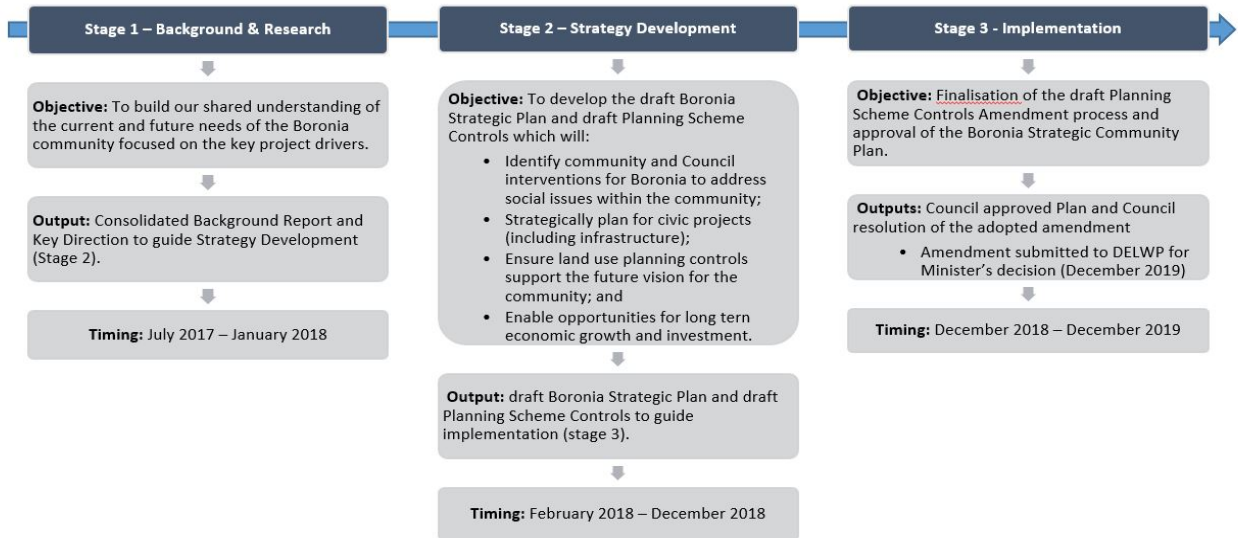 Stage 1 – Background & Research
Objective: To build our shared understanding of
the current and future needs of the Boronia
community focused on the key project drivers.
Output: Consolidated Background Report and
Key Direction to guide Strategy Development
(Stage 2).
Timing: July 2017 – January 2018
Stage 2 – Strategy Development
Objective: To develop the draft Boronia
Strategic Plan and draft Planning Scheme
Controls which will:
• Identify community and Council
interventions for Boronia to address
social issues within the community;
• Strategically plan for civic projects
(including infrastructure);
• Ensure land use planning controls
support the future vision for the
community; and
• Enable opportunities for long tern
economic growth and investment.
Output: draft Boronia Strategic Plan and draft
Planning Scheme Controls to guide
implementation (stage 3).
Timing: February 2018 – December 2018
Stage 3 - Implementation
Objective: Finalisation of the draft Planning
Scheme Controls Amendment process and
approval of the Boronia Strategic Community
Plan.
Outputs: Council approved Plan and Council
resolution of the adopted amendment
• Amendment submitted to DELWP for
Minister’s decision (December 2019)
Timing: December 2018 – December 2019